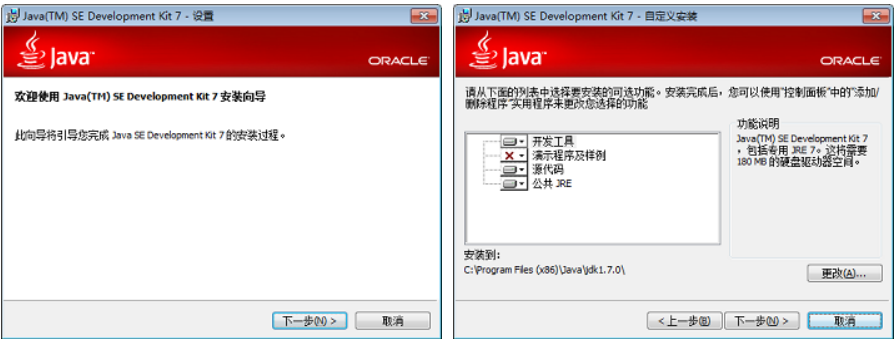 Java(TM) SE Development Kit 7 - 设置
Java™
ORACLE
欢迎使用 Java(TM) SE Development Kit 7 安装向导
此向导将引导您完成 Java SE Development Kit 7 的安装过程。
下一步(N) >
取消
Java(TM) SE Development Kit 7 - 自定义安装
Java™
ORACLE
请从下面的列表中选择要安装的可选功能。安装完成后，您可以使用"控制面板"中的"添加/
删除程序"实用程序来更改您选择的功能
开发工具
演示程序及样例
源代码
公共 JRE
功能说明
Java(TM) SE Development Kit 7
，包括专用 JRE 7。这将需要
180 MB 的硬盘驱动器空间。
安装到:
C:\Program Files (x86)\Java\jdk1.7.0\
更改(A)...
< 上一步(B)
下一步(N) >
取消